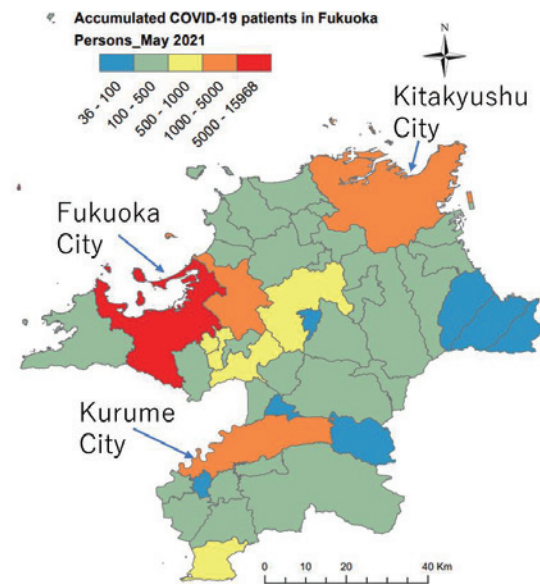 Accumulated COVID-19 patients in Fukuoka
Persons_May 2021
36 - 100
100 - 500
500 - 1000
1000 - 5000
5000 - 15968
N
Kitakyushu
City
Fukuoka
City
Kurume
City
0 10 20 40 Km